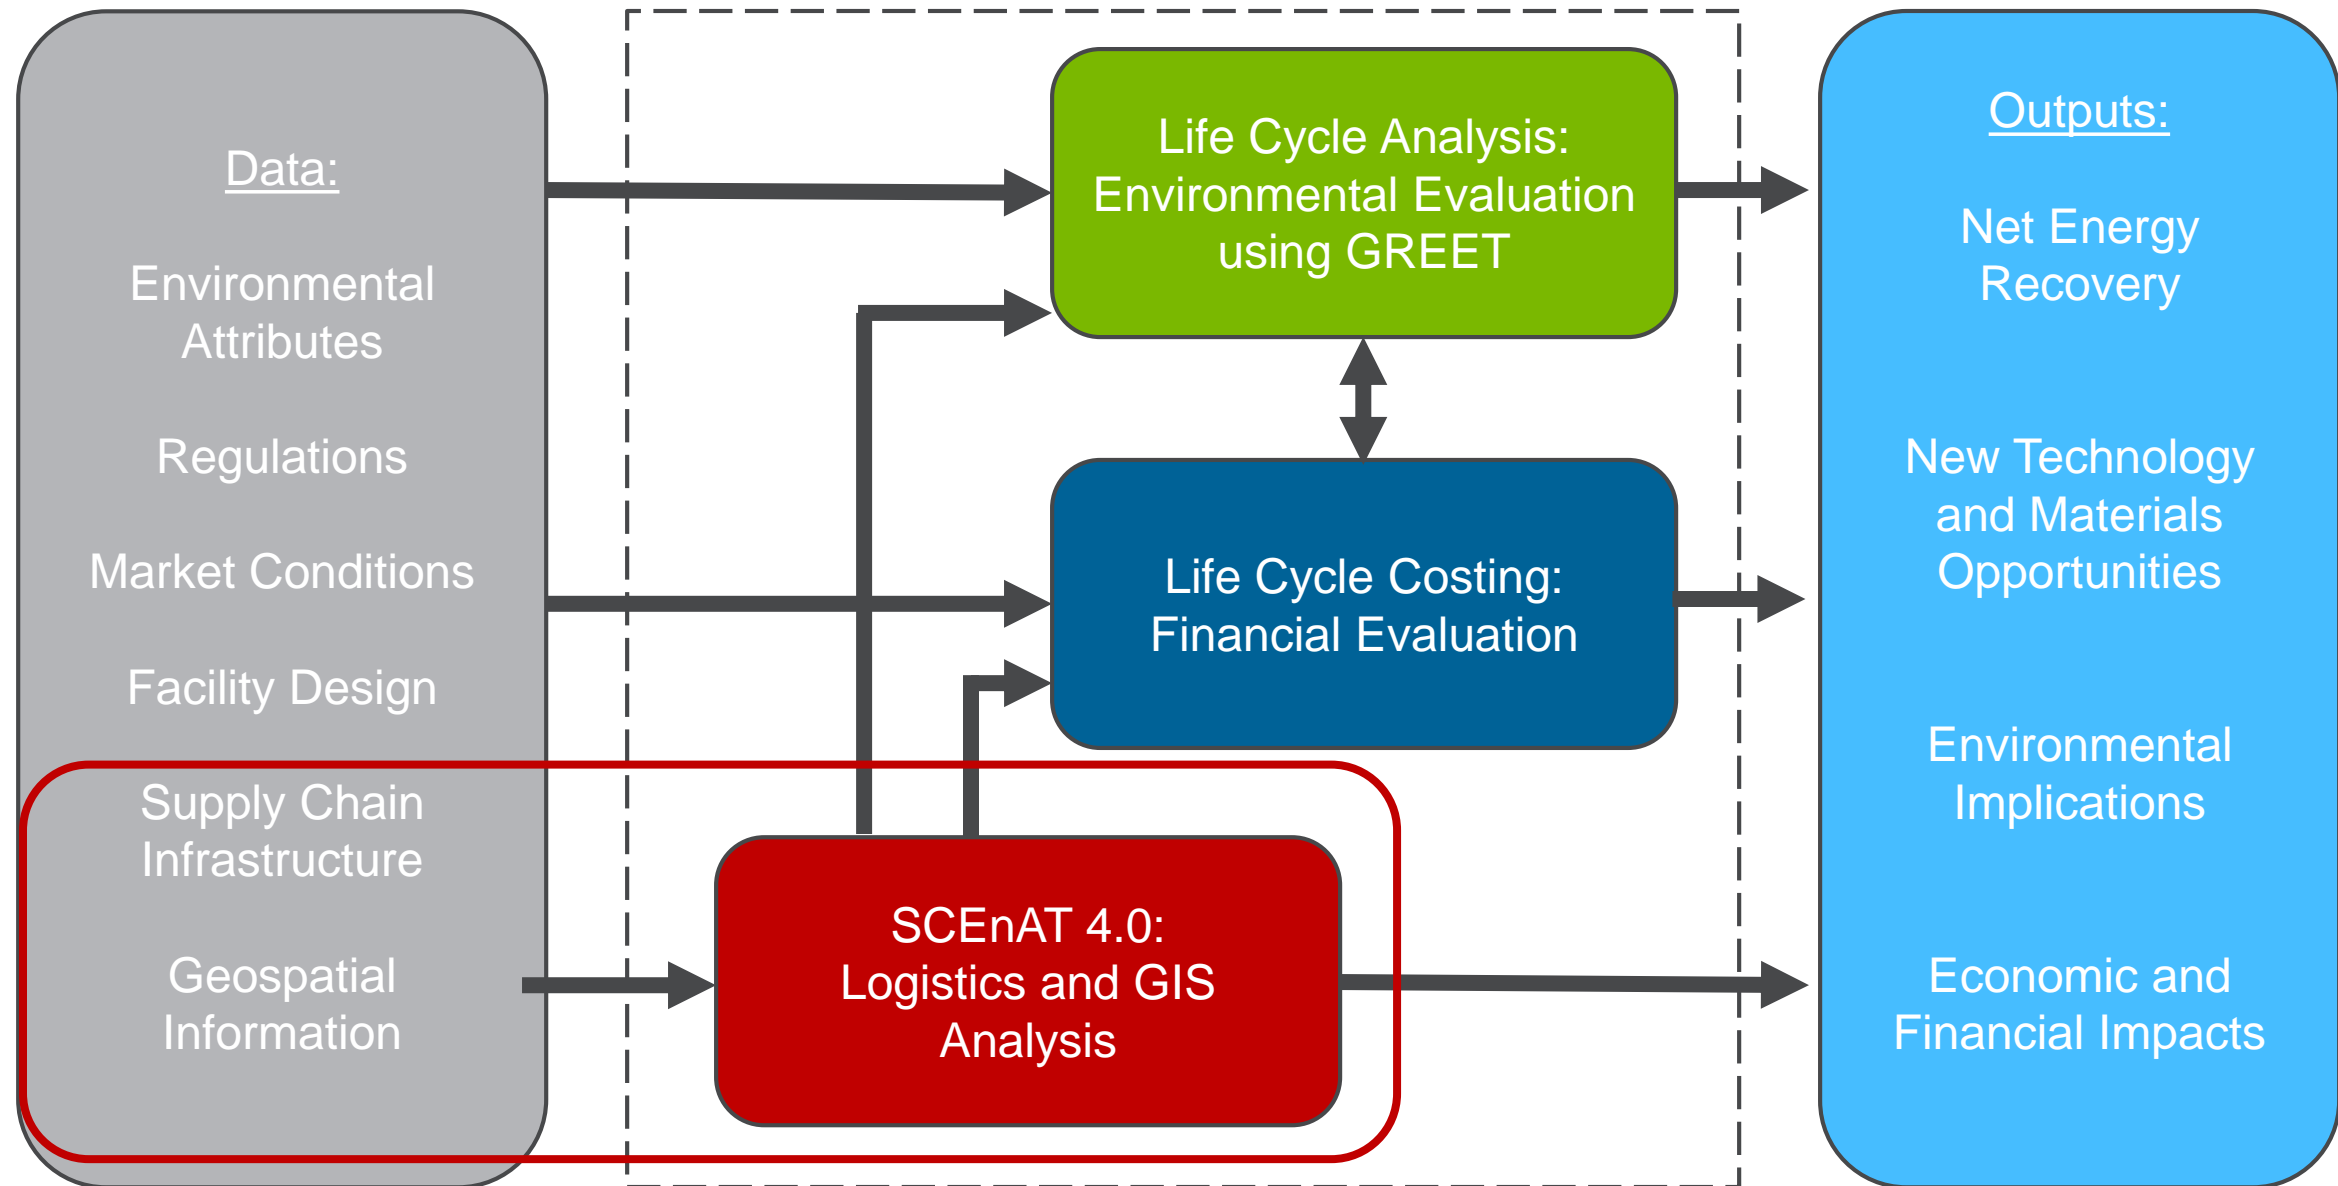 Data:
Environmental
Attributes
Regulations
Market Conditions
Facility Design
Supply Chain
Infrastructure
Geospatial
Information
Life Cycle Analysis:
Environmental Evaluation
using GREET
Life Cycle Costing:
Financial Evaluation
SCEnAT 4.0:
Logistics and GIS
Analysis
Outputs:
Net Energy
Recovery
New Technology
and Materials
Opportunities
Environmental
Implications
Economic and
Financial Impacts